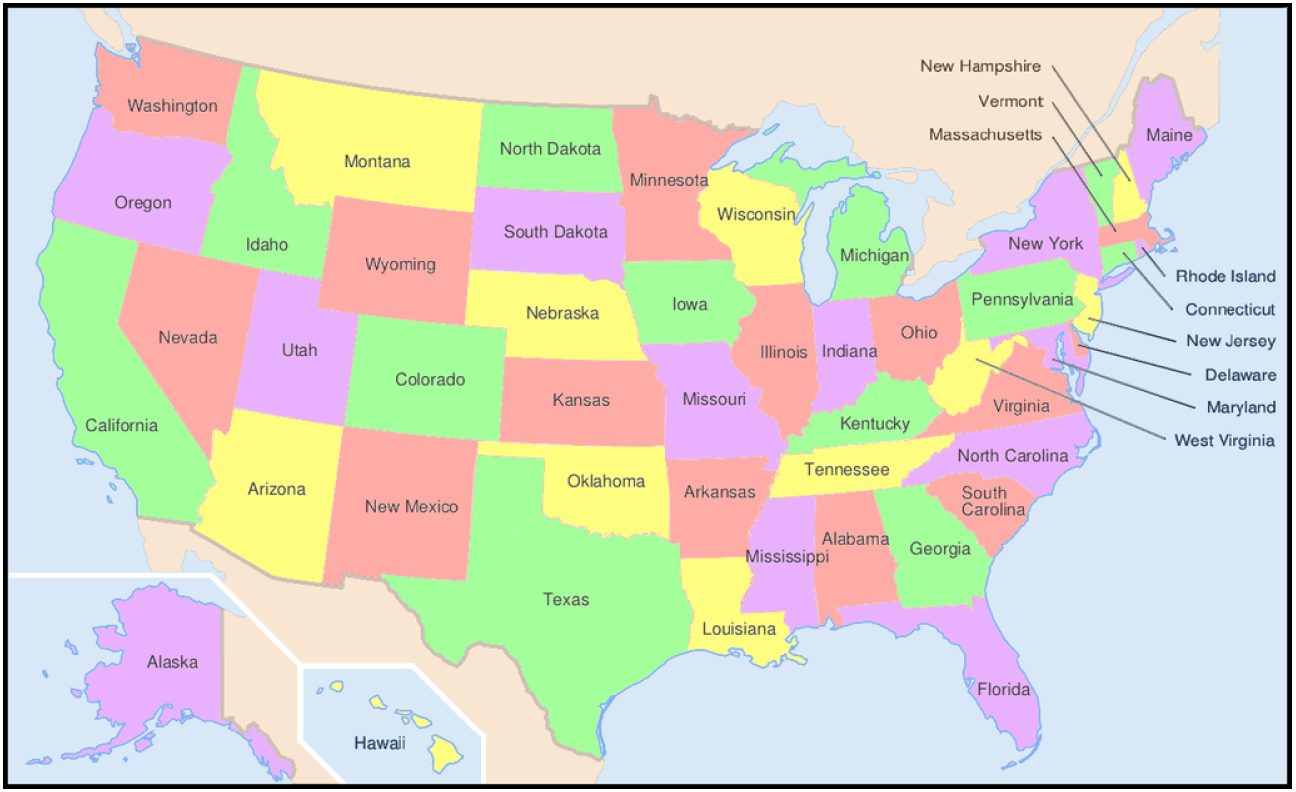 New Hampshire
Vermont
Massachusetts
Washington
Maine
Montana
North Dakota
Minnesota
Oregon
Idaho
South Dakota
Wisconsin
New York
Michigan
Wyoming
Rhode Island
Nebraska
Iowa
Pennsylvania
Connecticut
Nevada
Utah
Illinois
Indiana
Ohio
New Jersey
Colorado
Delaware
Kansas
Missouri
Virginia
Maryland
California
Kentucky
West Virginia
North Carolina
Tennessee
Arizona
Oklahoma
Arkansas
South
Carolina
New Mexico
Mississippi
Alabama
Georgia
Texas
Louisiana
Alaska
Florida
Hawaii